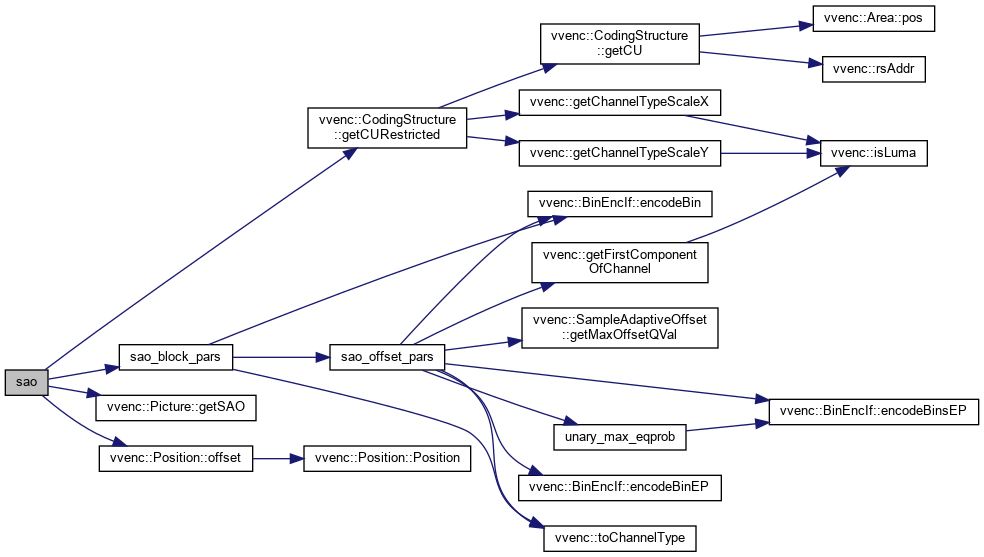 sao
vvenc::CodingStructure
::getCURestricted
sao_block_pars
vvenc::Picture::getSAO
vvenc::Position::offset
vvenc::CodingStructure
::getCU
vvenc::getChannelTypeScaleX
vvenc::getChannelTypeScaleY
vvenc::Area::pos
vvenc::rsAddr
vvenc::isLuma
vvenc::BinEncIf::encodeBin
sao_offset_pars
vvenc::getFirstComponent
OfChannel
vvenc::SampleAdaptiveOffset
::getMaxOffsetQVal
vvenc::BinEncIf::encodeBinsEP
unary_max_eqprob
vvenc::BinEncIf::encodeBinEP
vvenc::toChannelType
vvenc::Position::Position